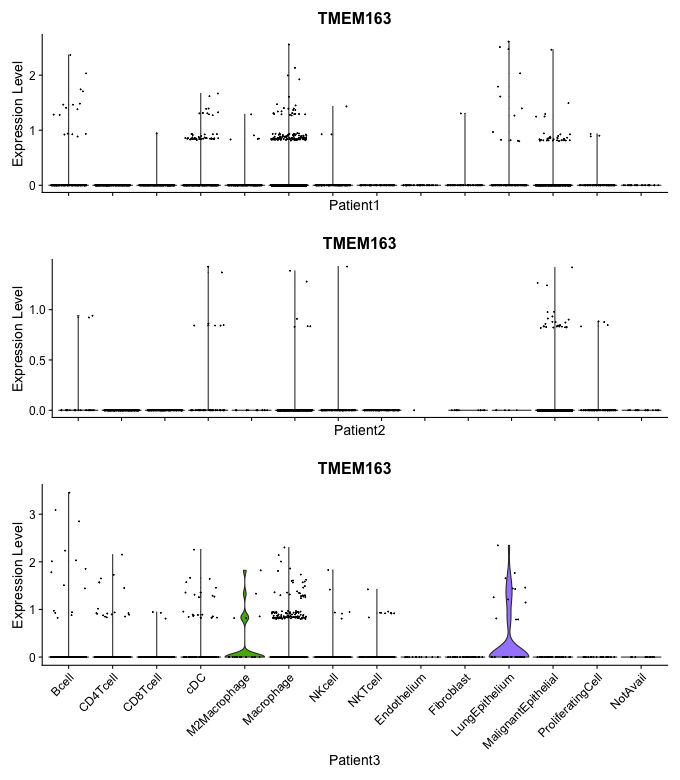 TMEM163
Expression Level
2
1
0
Patient1
TMEM163
Expression Level
1.0
0.5
0.0
Patient2
TMEM163
Expression Level
3
2
1
0
Bcell
CD4Tcell
CD8Tcell
cDC
M2Macrophage
Macrophage
NKcell
NKTcell
Endothelium
Fibroblast
LungEpithelium
MalignantEpithelial
ProliferatingCell
NotAvail
Patient3